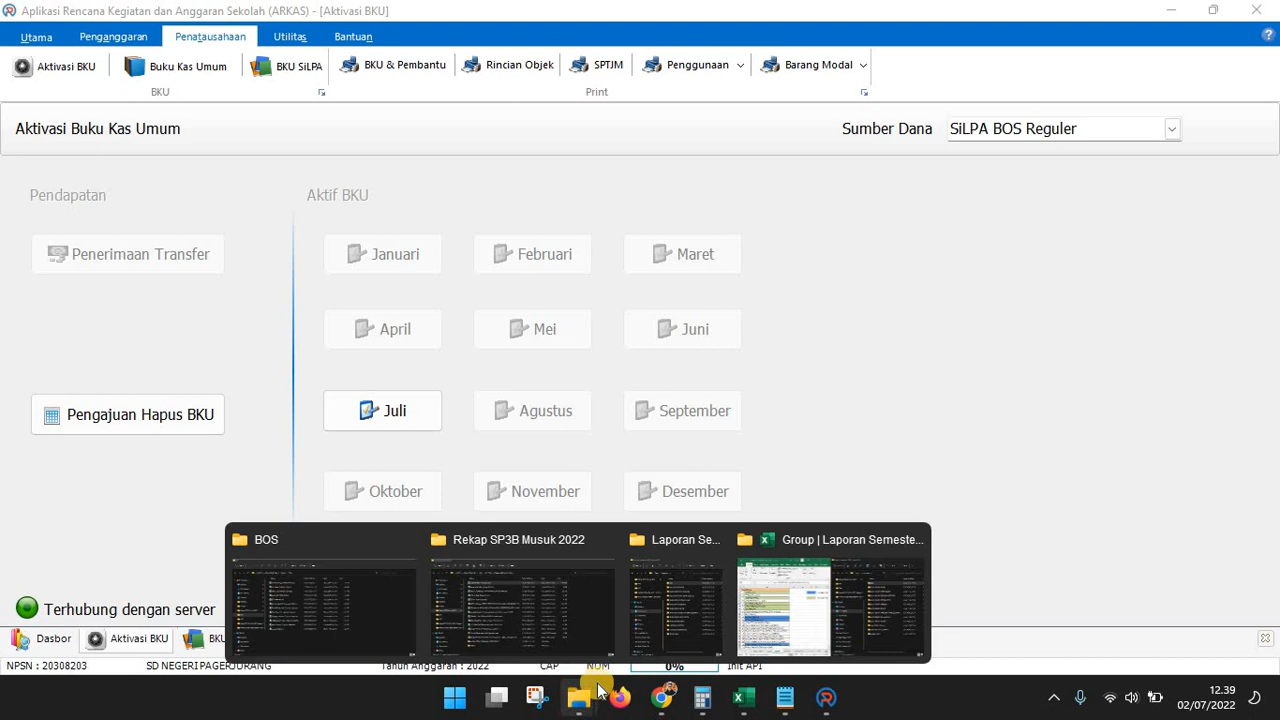 Aplikasi Rencana Kegiatan dan Anggaran Sekolah (ARKAS) - [Aktivasi BKU]
Utama Penganggaran Penatausahaan Utilitas Bantuan
Aktivasi BKU Buku Kas Umum BKU SiLPA BKU & Pembantu Rincian Objek SPTJM Penggunaan Barang Modal
BKU Print
Aktivasi Buku Kas Umum Sumber Dana SiLPA BOS Reguler
Pendapatan Aktif BKU
Penerimaan Transfer Januari Februari Maret
April Mei Juni
Pengajuan Hapus BKU Juli Agustus September
Oktober November Desember
BOS Rekap SP3B Musuk 2022 Laporan Se... Group | Laporan Semeste...
Terhubung server
Dasbor Aktivasi BKU BKU
NPSN : NEGERI PAGERJURANG Tahun Anggaran : 2022 CAP NUM 0% Init API
12.39
02/07/2022